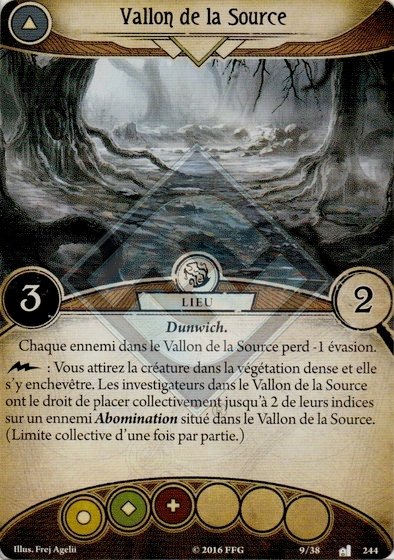 Vallon de la Source
3
LIEU
2
Dunwich.
Chaque ennemi dans le Vallon de la Source perd -1 évasion.
: Vous attirez la créature dans la végétation dense et elle
s'y enchevêtre. Les investigateurs dans le Vallon de la Source
ont le droit de placer collectivement jusqu'à 2 de leurs indices
sur un ennemi Abomination situé dans le Vallon de la Source.
(Limite collective d'une fois par partie.)
Illus. Frej Agelii
© 2016 FFG
9/38
244